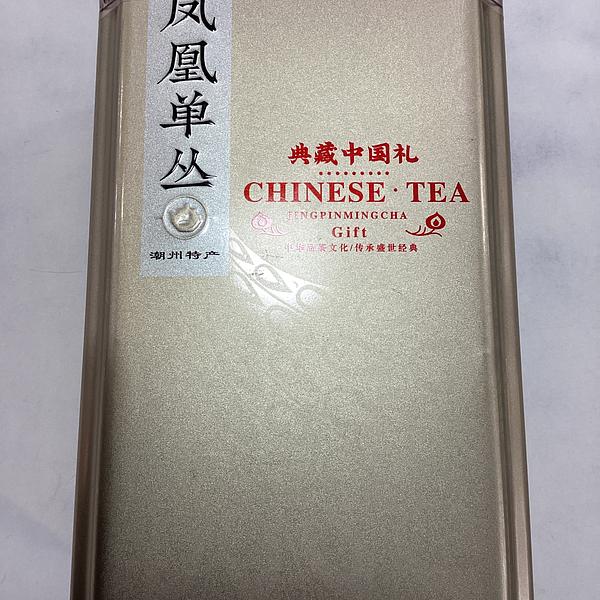 凤凰单丛
潮州特产
典藏中国礼
CHINESE·TEA
JINGPINMINGCHA
Gift
中华品茶文化/传承盛世经典